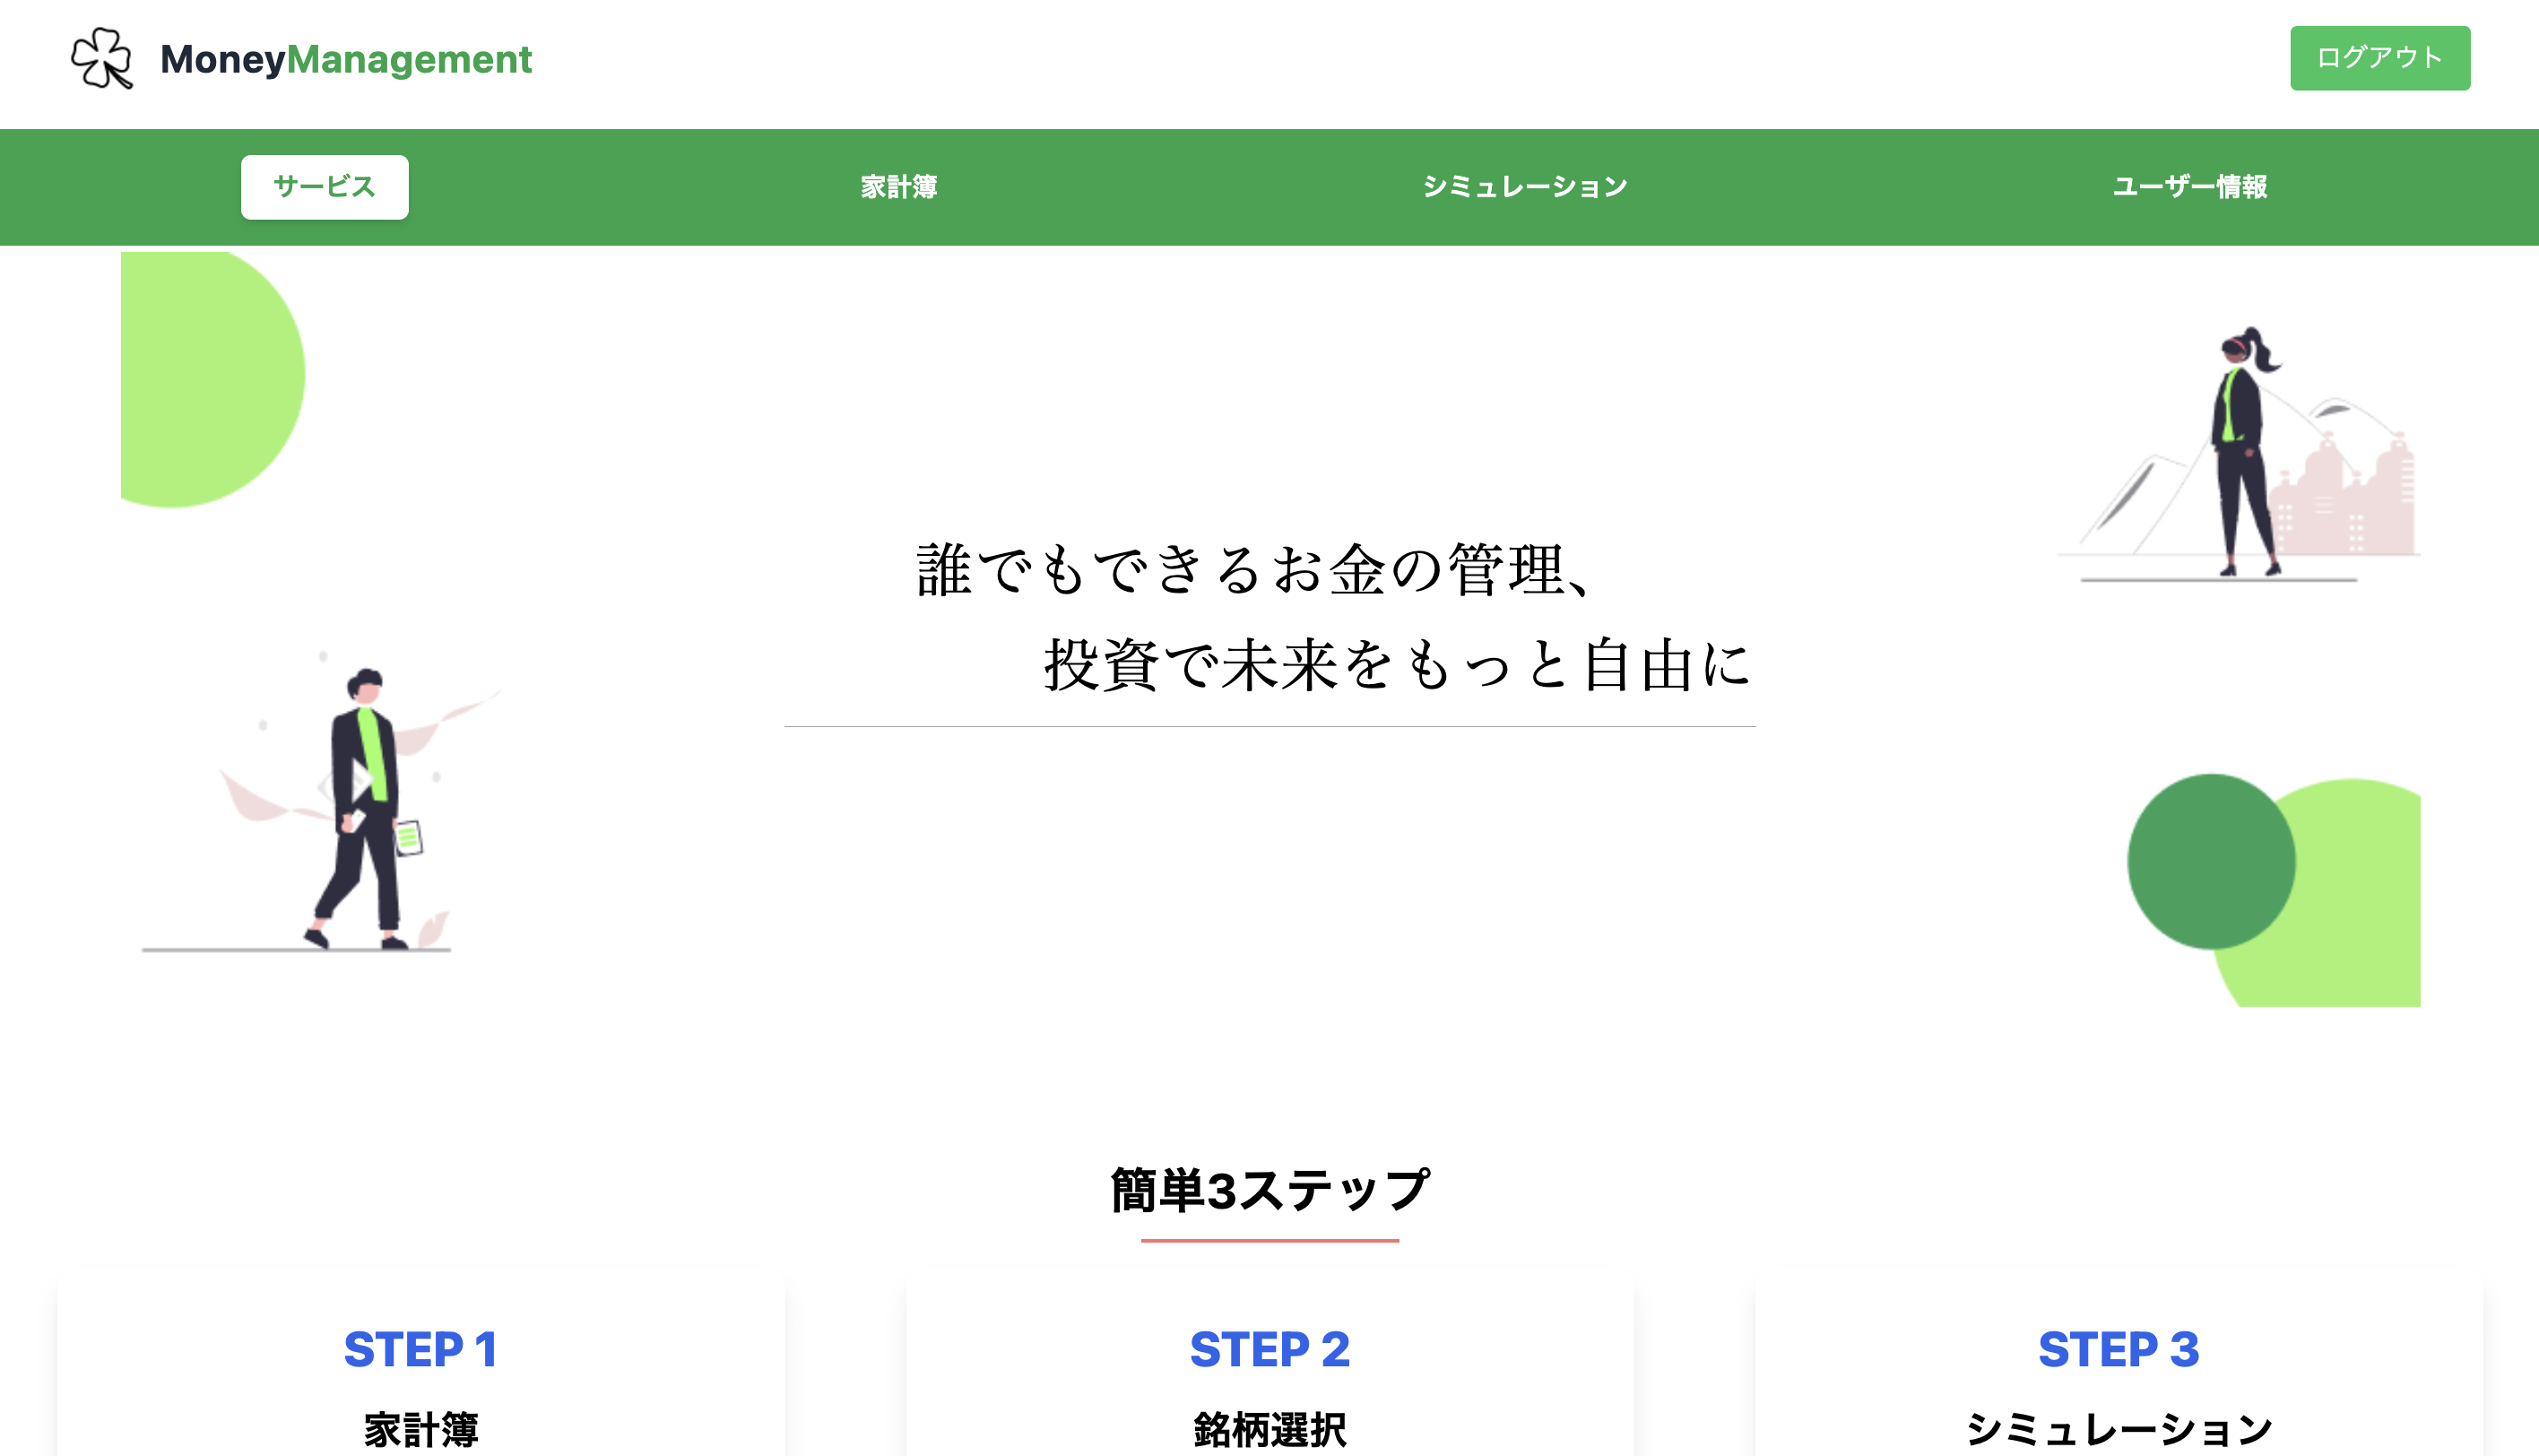 MoneyManagement
ログアウト
サービス
家計簿
シミュレーション
ユーザー情報
誰でもできるお金の管理、
投資で未来をもっと自由に
簡単3ステップ
STEP 1
家計簿
STEP 2
銘柄選択
STEP 3
シミュレーション